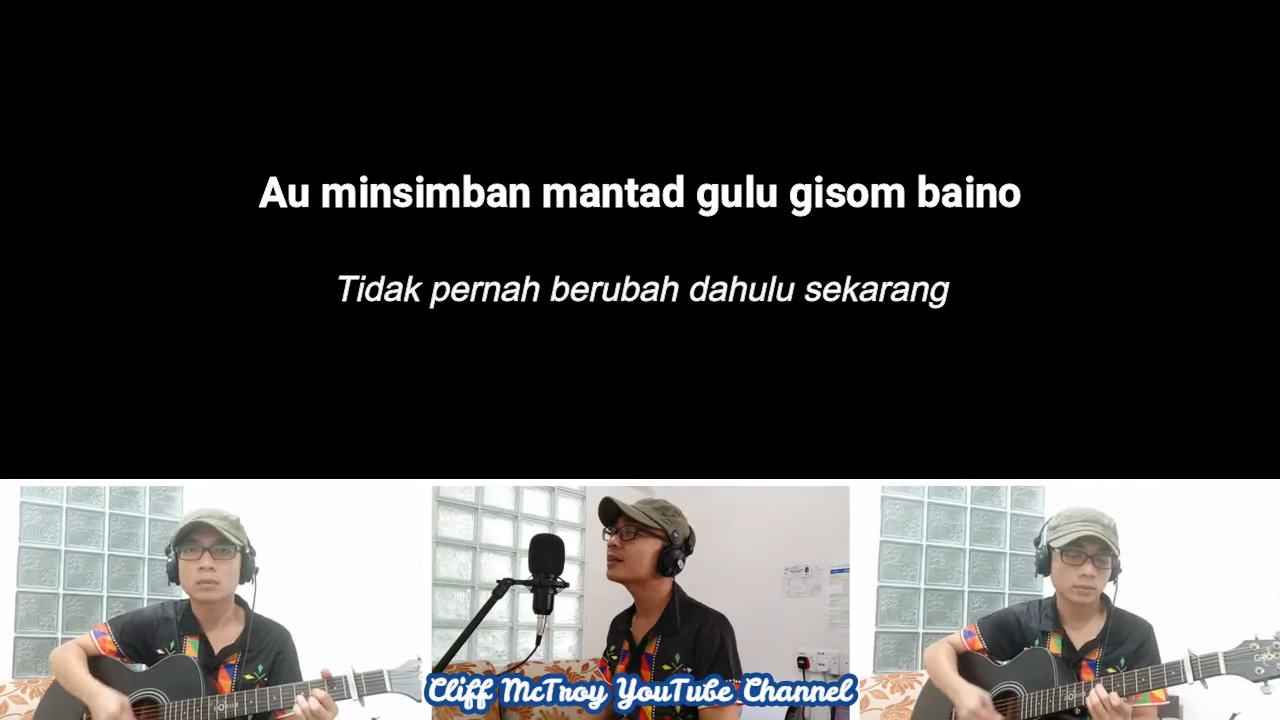 Au minsimban mantad gulu gisom baino
Tidak pernah berubah dahulu sekarang
Cliff McTroy YouTube Channel